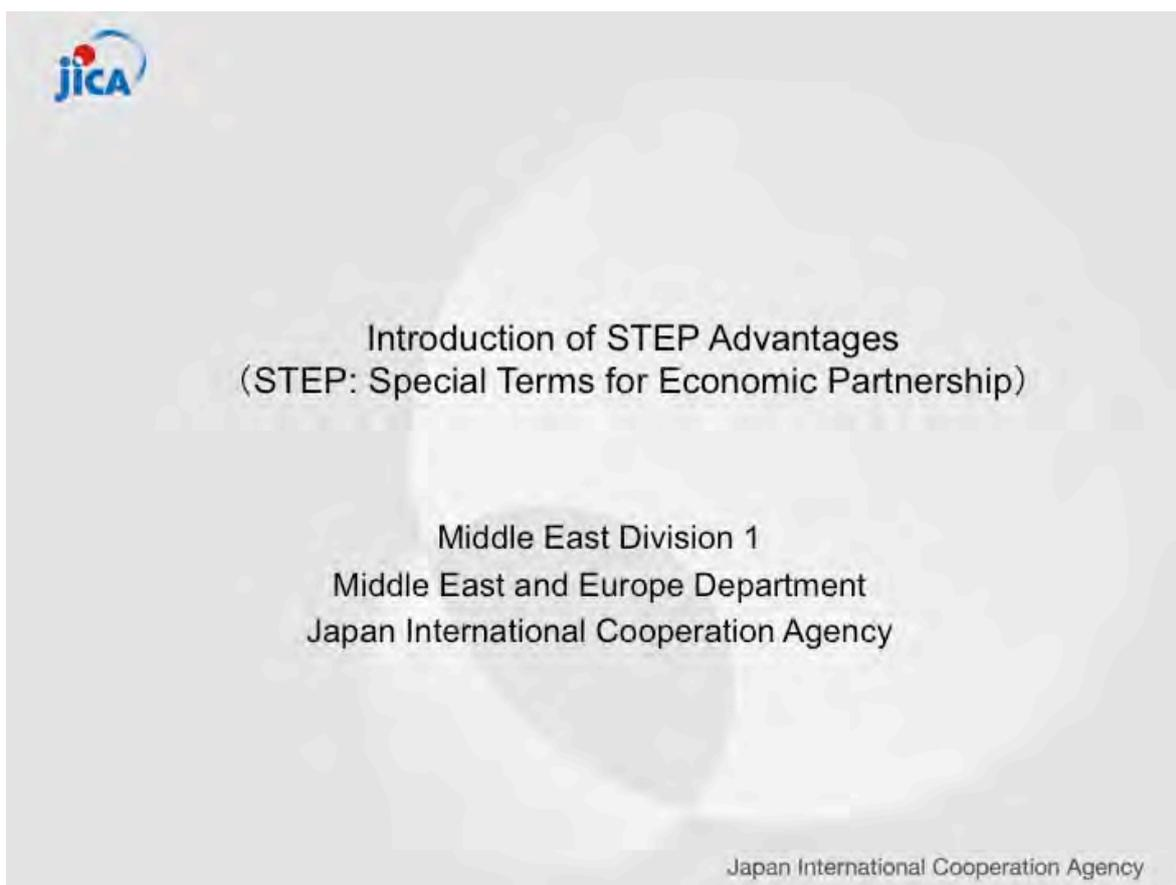 jica
Introduction of STEP Advantages
（STEP: Special Terms for Economic Partnership）
Middle East Division 1
Middle East and Europe Department
Japan International Cooperation Agency
Japan International Cooperation Agency